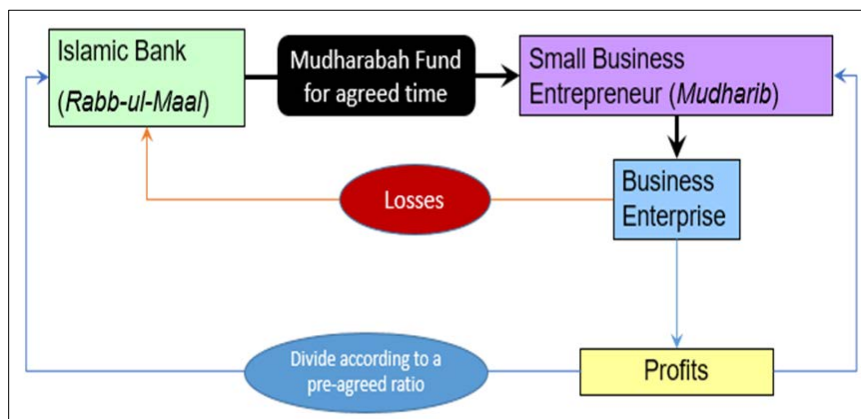 Islamic Bank
(Rabb-ul-Maal)
Mudharabah Fund
for agreed time
Small Business
Entrepreneur (Mudharib)
Losses
Business
Enterprise
Divide according to a
pre-agreed ratio
Profits